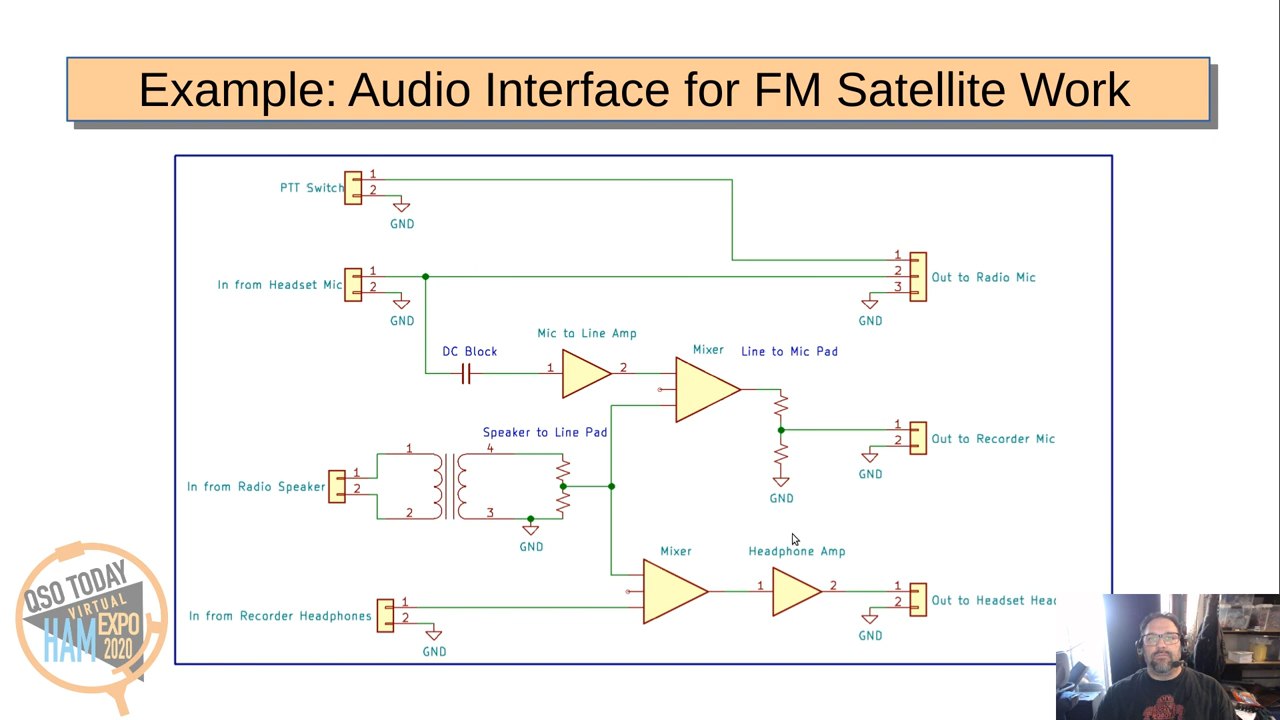 Example: Audio Interface for FM Satellite Work
PTT Switch
1
2
GND
In from Headset Mic
1
2
GND
1
2
3
Out to Radio Mic
GND
Mic to Line Amp
DC Block
1
2
Mixer
Line to Mic Pad
Speaker to Line Pad
1
2
Out to Recorder Mic
GND
GND
In from Radio Speaker
1
2
1
2
4
3
GND
Mixer
Headphone Amp
1
2
1
2
Out to Headset Head
GND
In from Recorder Headphones
1
2
GND
QSO TODAY
VIRTUAL
HAM EXPO
2020